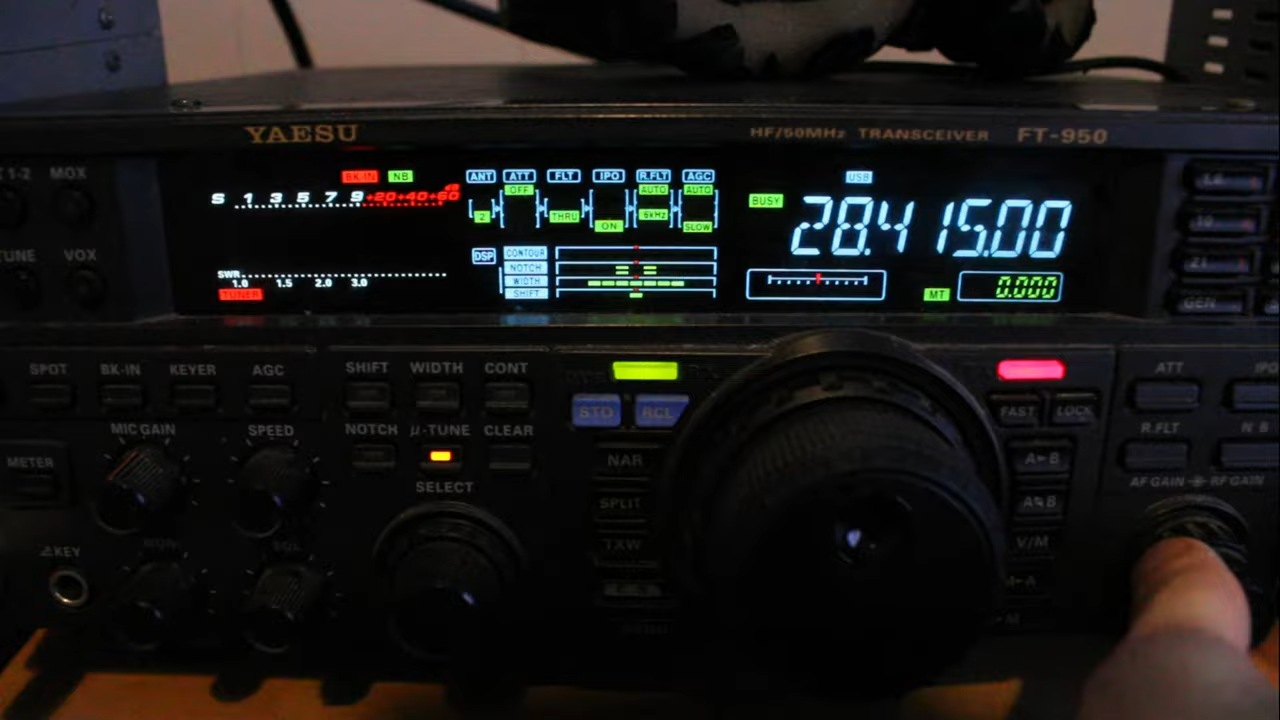 YAESU
HF/50MHz TRANSCEIVER FT-950
1-2 MOX
TUNE VOX
BK-IN NB
S 1 3 5 7 9 +20+40+60 dB
SWR 1.0 1.5 2.0 3.0
TUNER
ANT ATT FLT IPO R.FLT AGC
OFF AUTO AUTO
2 THRU 6kHz
ON SLOW
DSP CONTOUR
NOTCH
WIDTH
SHIFT
USB
BUSY 28.415.00
MT 0.000
GEN
SPOT BK-IN KEYER AGC
SHIFT WIDTH CONT
NOTCH μ-TUNE CLEAR
MIC GAIN SPEED
SELECT
METER
KEY
STO RCL
NAR
SPLIT
TXW
FAST LOCK
A►B
V/M
ATT IPO
R.FLT N B
AF GAIN RF GAIN